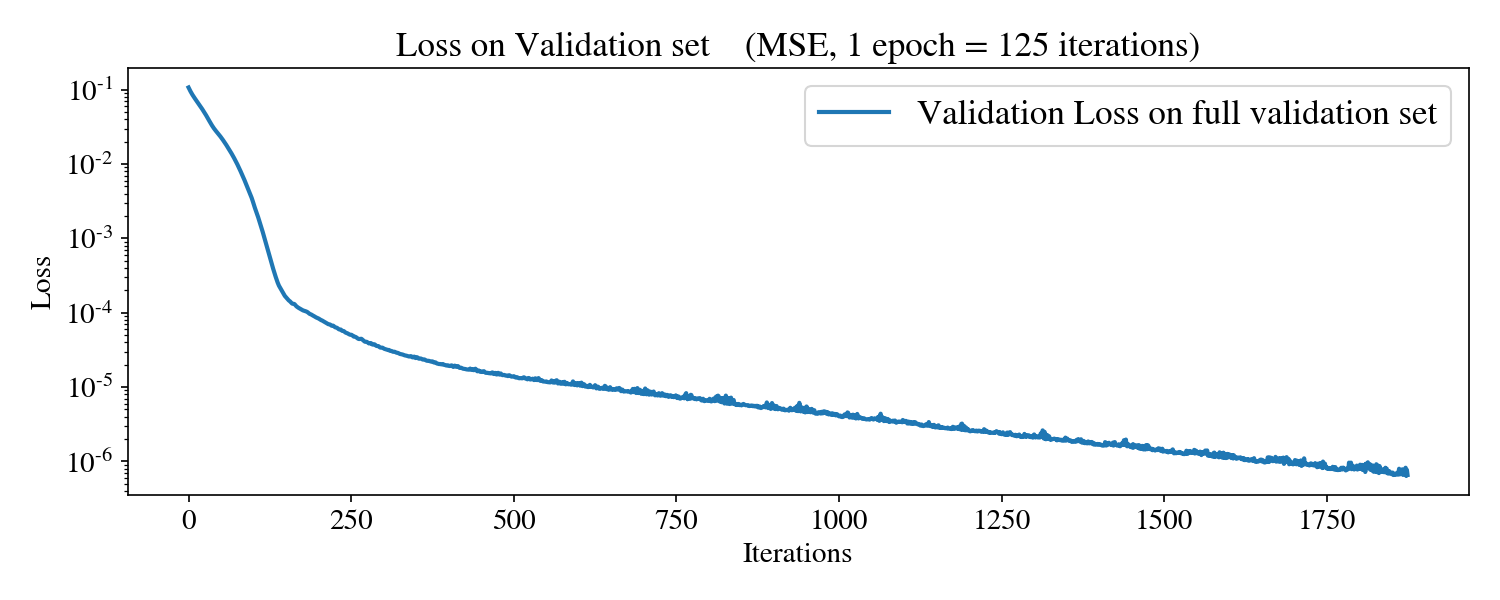 Loss on Validation set (MSE, 1 epoch = 125 iterations)
Validation Loss on full validation set
Loss
10^-1
10^-2
10^-3
10^-4
10^-5
10^-6
0 250 500 750 1000 1250 1500 1750
Iterations